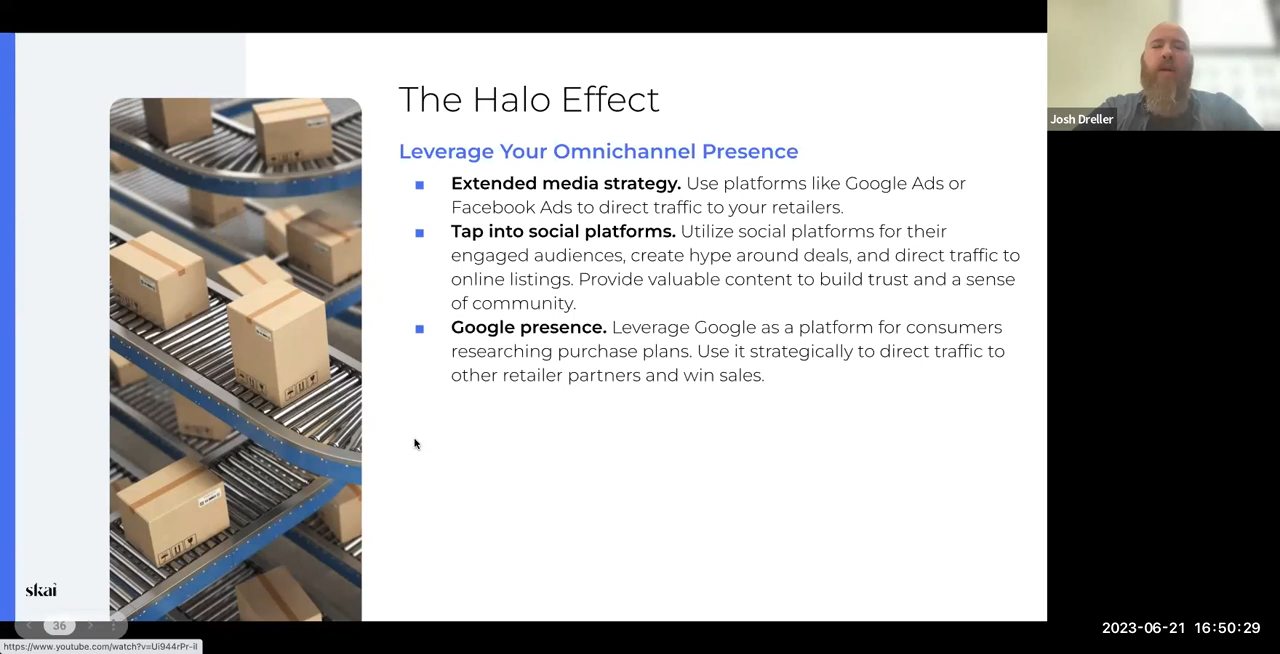 The Halo Effect
Leverage Your Omnichannel Presence
Extended media strategy. Use platforms like Google Ads or
Facebook Ads to direct traffic to your retailers.
Tap into social platforms. Utilize social platforms for their
engaged audiences, create hype around deals, and direct traffic to
online listings. Provide valuable content to build trust and a sense
of community.
Google presence. Leverage Google as a platform for consumers
researching purchase plans. Use it strategically to direct traffic to
other retailer partners and win sales.
skai
36
https://www.youtube.com/watch?v=Ui944rPr-iI
Josh Dreller
2023-06-21 16:50:29